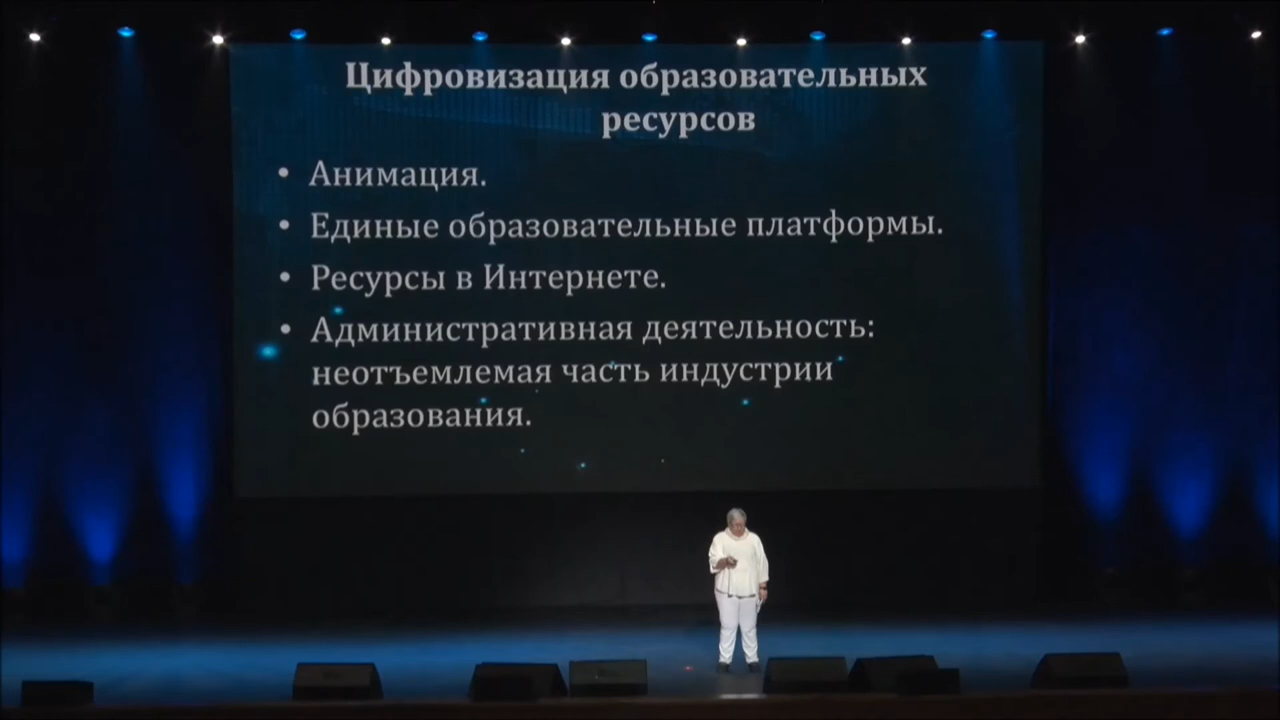 Цифровизация образовательных
ресурсов
• Анимация.
• Единые образовательные платформы.
• Ресурсы в Интернете.
• Административная деятельность:
неотъемлемая часть индустрии
образования.